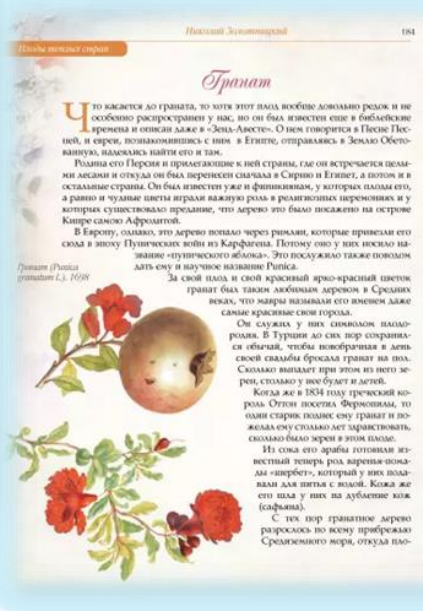 Николай Золотницкий
184
Плоды теплых стран
Гранат
Что касается до граната, то хотя этот плод вообще довольно редок и не
особенно распространен у нас, но он был известен еще в библейские
времена и описан даже в «Зенд-Авесте». О нем говорится в Песне Пес-
ней, и евреи, познакомившись с ним в Египте, отправляясь в Землю Обето-
ванную, надеялись найти его и там.
Родина его Персия и прилегающие к ней страны, где он встречается целы-
ми лесами и откуда он был перенесен сначала в Сирию и Египет, а потом и в
остальные страны. Он был известен уже и финикиянам, у которых плоды его,
а равно и чудные цветы играли важную роль в религиозных церемониях и у
которых существовало предание, что дерево это было посажено на острове
Кипре самою Афродитой.
В Европу, однако, это дерево попало через римлян, которые привезли его
сюда в эпоху Пунических войн из Карфагена. Потому оно у них носило на-
звание «пунического яблока». Это послужило также поводом
дать ему и научное название Punica.
Гранат (Punica
granatum L.). 1698
За свой плод и свой красивый ярко-красный цветок
гранат был таким любимым деревом в Средних
веках, что мавры называли его именем даже
самые красивые свои города.
Он служил у них символом плодо-
родия. В Турции до сих пор сохранил-
ся обычай, чтобы новобрачная в день
своей свадьбы бросала гранат на пол.
Сколько выпадет при этом из него зе-
рен, столько у нее будет и детей.
Когда же в 1834 году греческий ко-
роль Оттон посетил Фермопилы, то
один старик поднес ему гранат и по-
желал ему столько лет здравствовать,
сколько было зерен в этом плоде.
Из сока его арабы готовили из-
вестный теперь род варенья-пома-
ды «шербет», который у них пода-
вали для питья с водой. Кожа же
его шла у них на дубление кож
(сафьяна).
С тех пор гранатное дерево
разрослось по всему прибрежью
Средиземного моря, откуда пло-